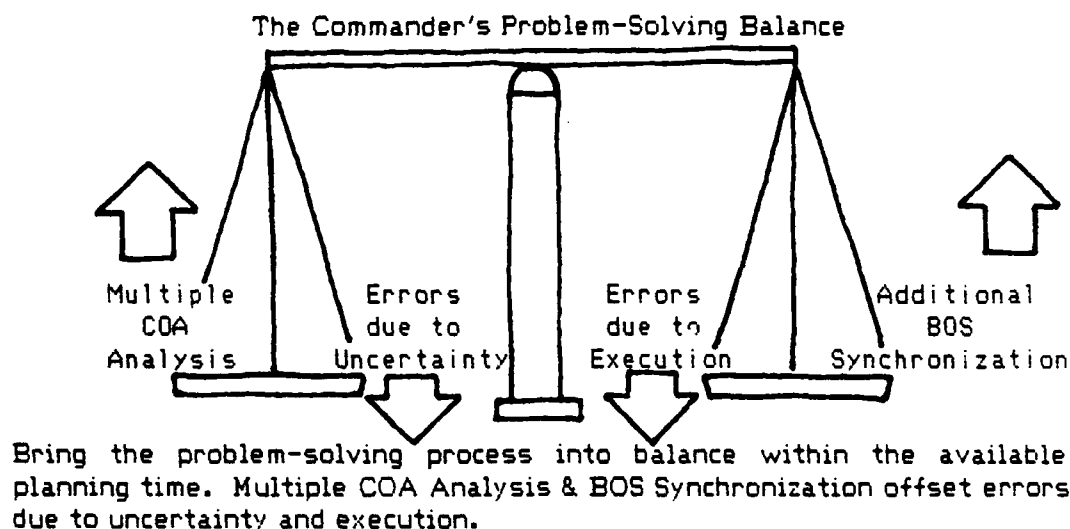 The Commander's Problem-Solving Balance
Multiple
COA
Analysis
Errors
due to
Uncertainty
Errors
due to
Execution
Additional
BOS
Synchronization
Bring the problem-solving process into balance within the available
planning time. Multiple COA Analysis & BOS Synchronization offset errors
due to uncertainty and execution.